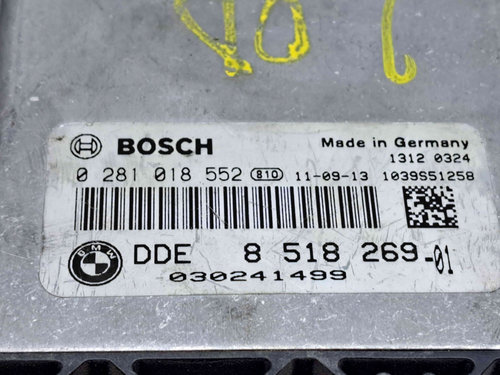 BOSCH Made in Germany
1312 0324
0 281 018 552 810 11-09-13 1039S51258
BMW DDE 8 518 269-01
030241499